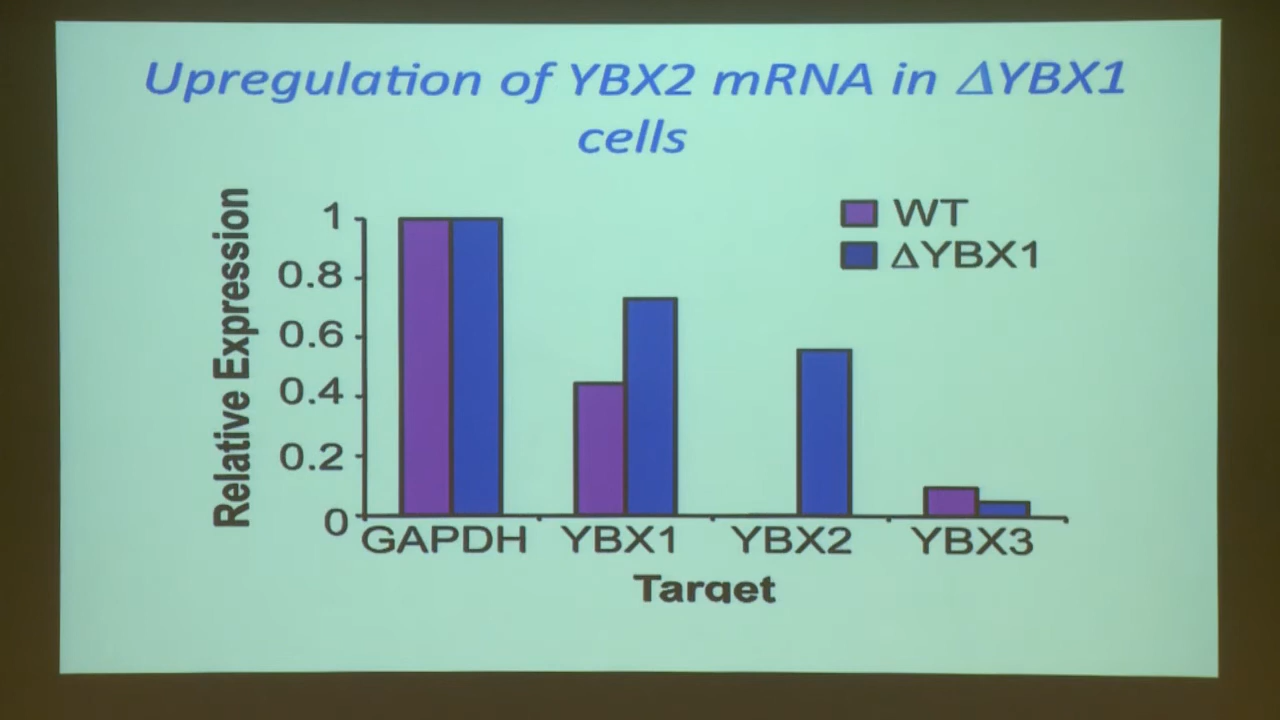 Upregulation of YBX2 mRNA in ΔYBX1
cells
Relative Expression
1
0.8
0.6
0.4
0.2
0
WT
ΔYBX1
GAPDH YBX1 YBX2 YBX3
Target